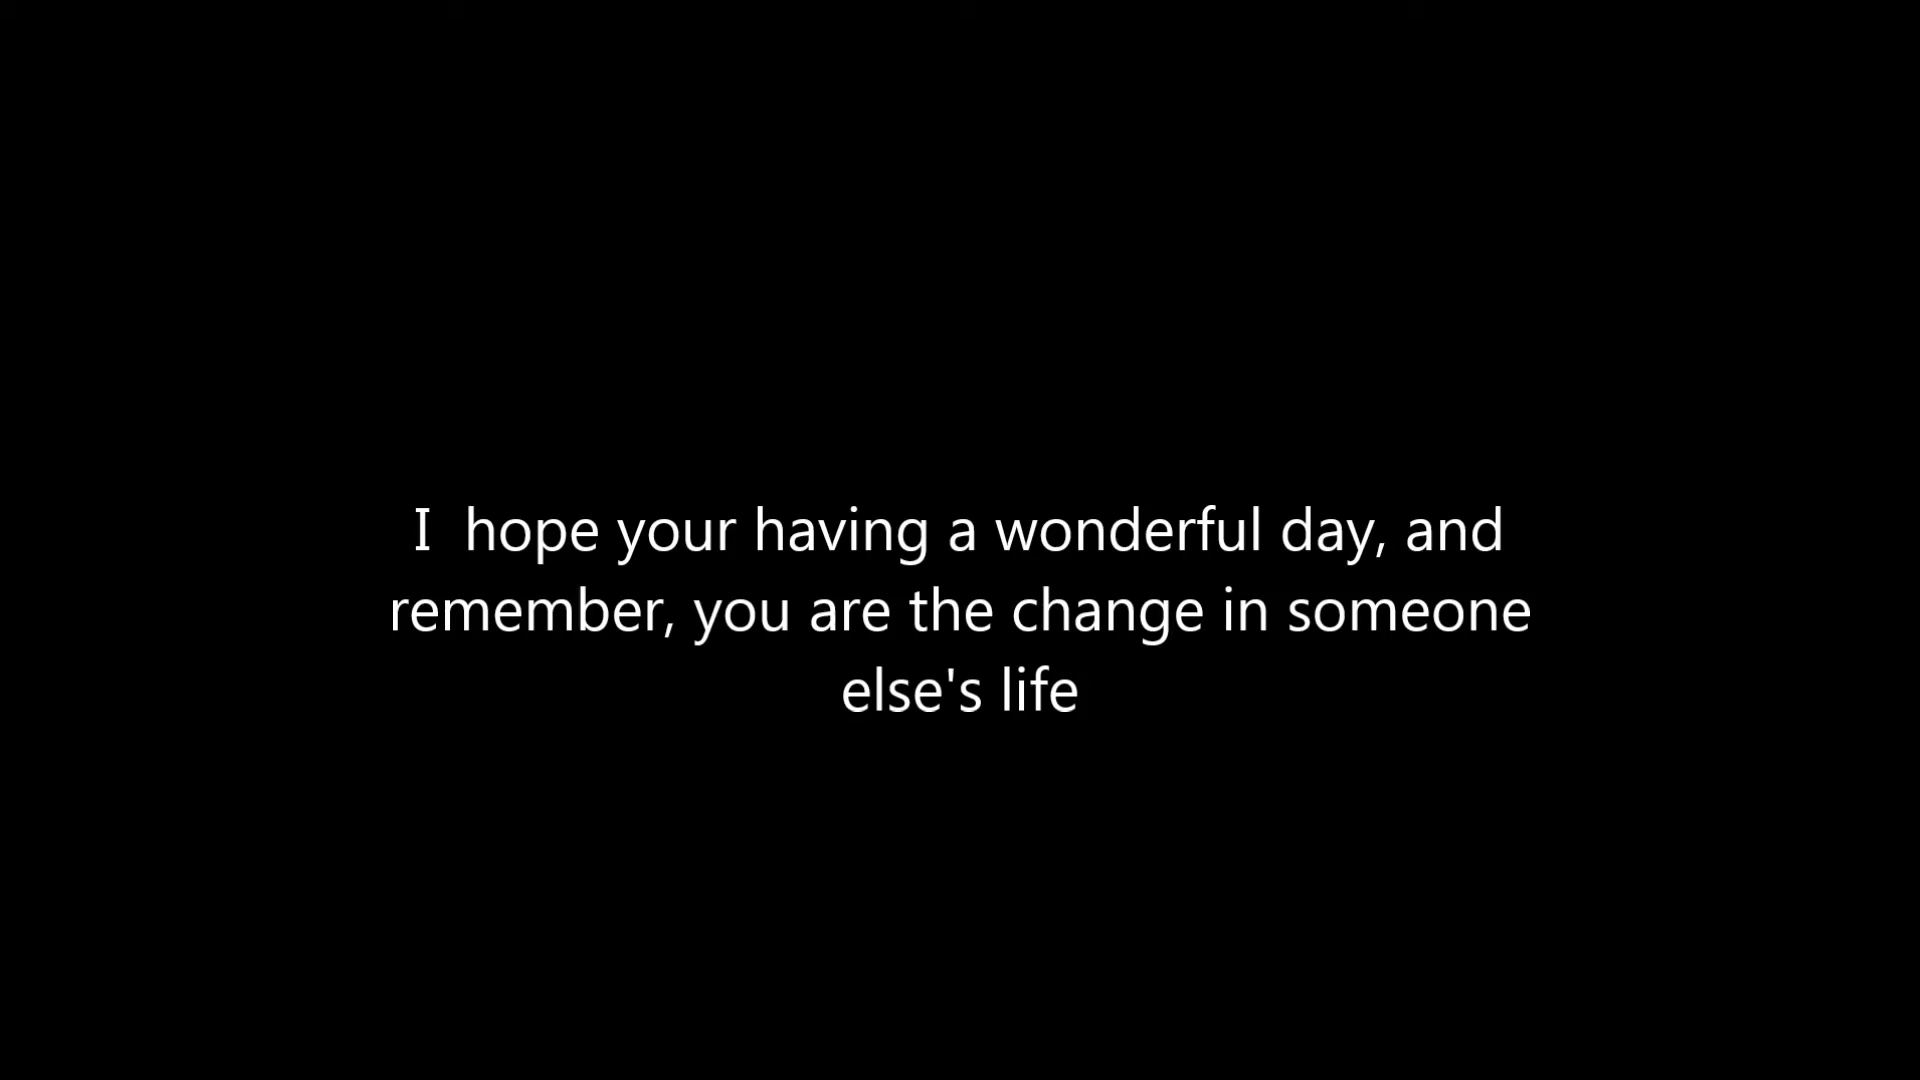 I  hope your having a wonderful day, and
remember, you are the change in someone
else's life